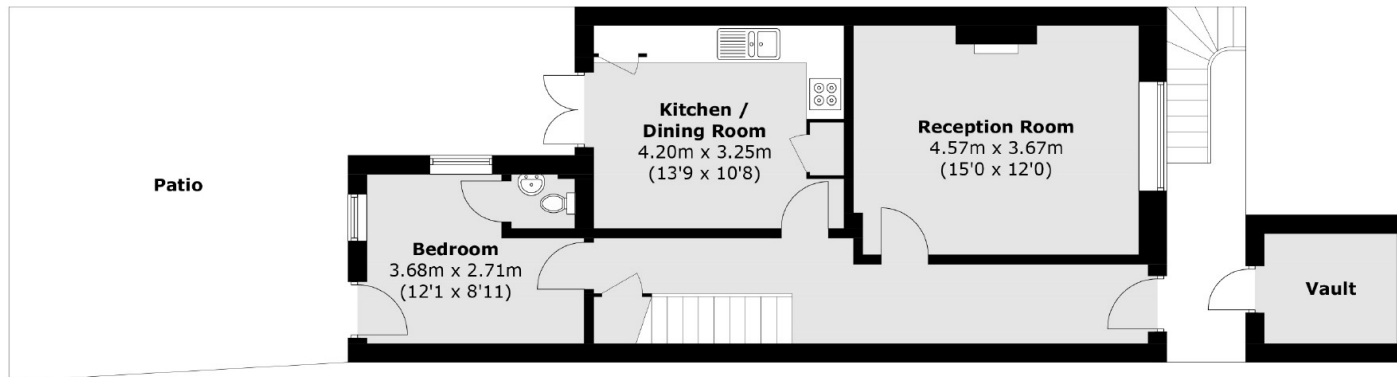 Patio
Kitchen /
Dining Room
4.20m x 3.25m
(13'9 x 10'8)
Reception Room
4.57m x 3.67m
(15'0 x 12'0)
Bedroom
3.68m x 2.71m
(12'1 x 8'11)
Vault